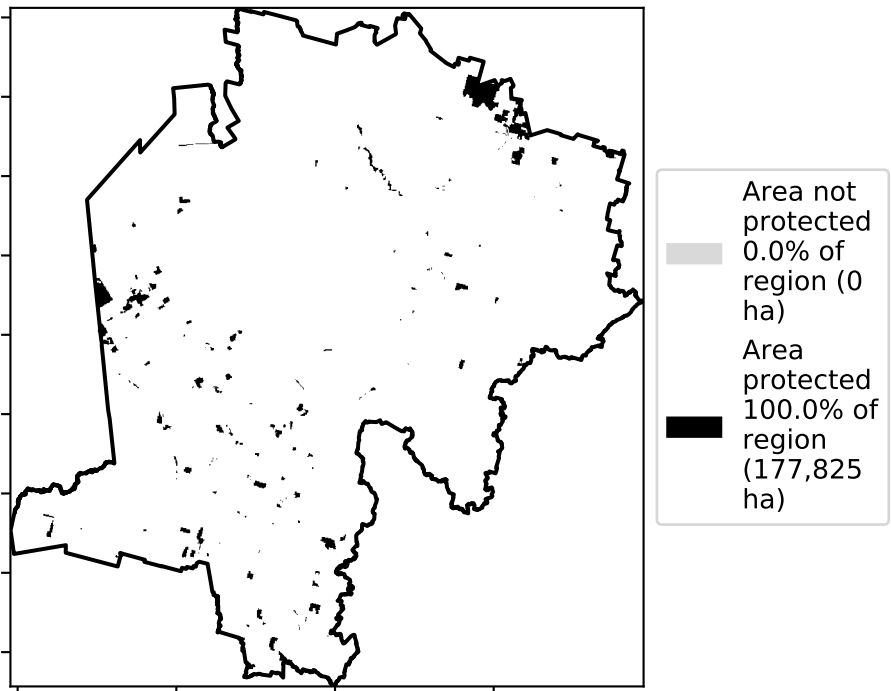 Area not
protected
0.0% of
region (0
ha)
Area
protected
100.0% of
region
(177,825
ha)